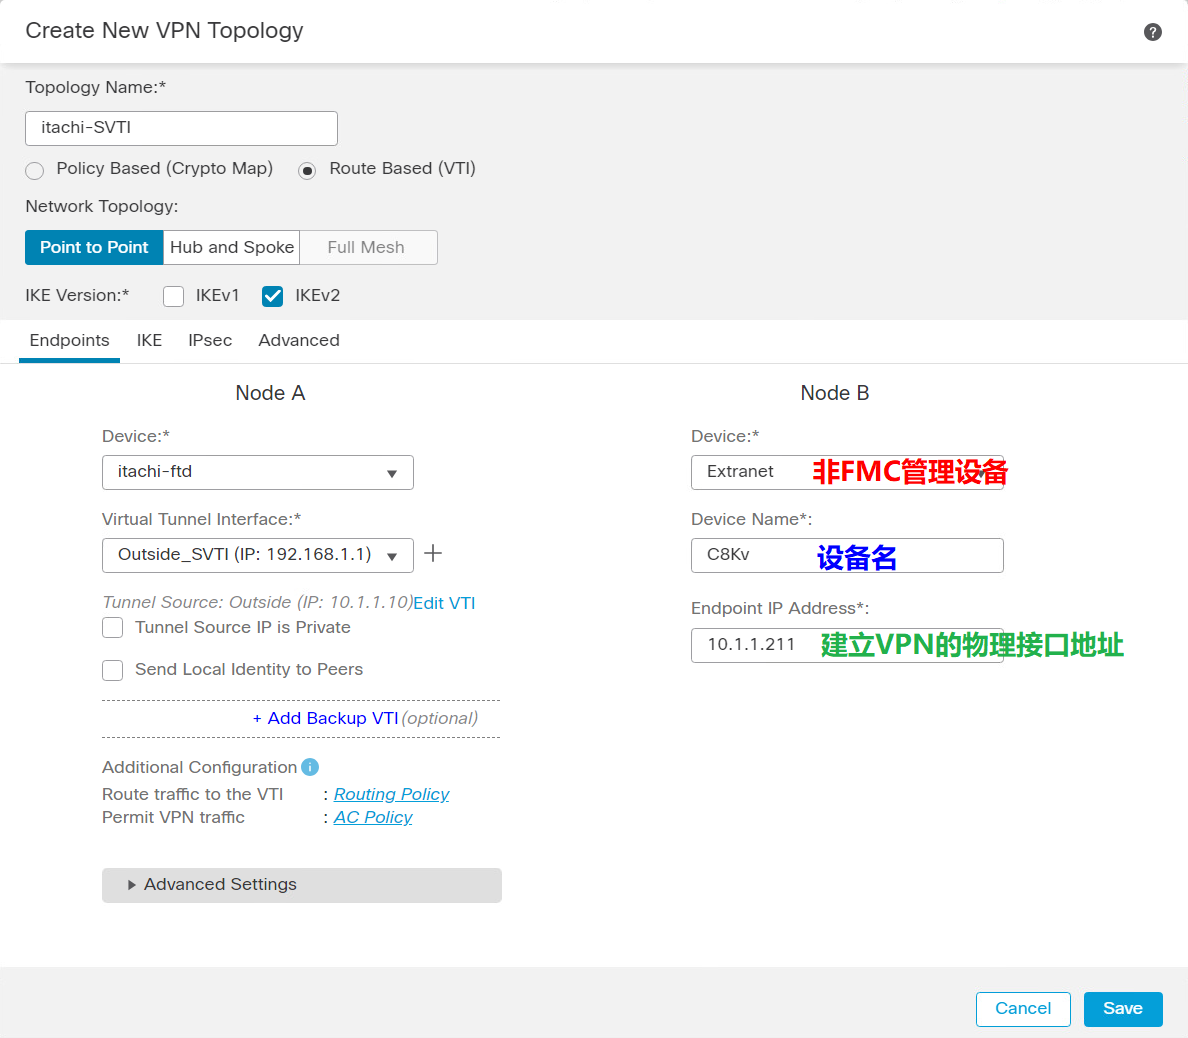 Create New VPN Topology
?
Topology Name:*
itachi-SVTI
Policy Based (Crypto Map) Route Based (VTI)
Network Topology:
Point to Point Hub and Spoke Full Mesh
IKE Version:* IKEv1 IKEv2
Endpoints IKE IPsec Advanced
Node A
Device:*
itachi-ftd
Virtual Tunnel Interface:*
Outside_SVTI (IP: 192.168.1.1) +
Tunnel Source: Outside (IP: 10.1.1.10)Edit VTI
Tunnel Source IP is Private
Send Local Identity to Peers
+ Add Backup VTI (optional)
Additional Configuration i
Route traffic to the VTI : Routing Policy
Permit VPN traffic : AC Policy
Advanced Settings
Node B
Device:*
Extranet 非FMC管理设备
Device Name*:
C8Kv 设备名
Endpoint IP Address*:
10.1.1.211 建立VPN的物理接口地址
Cancel Save